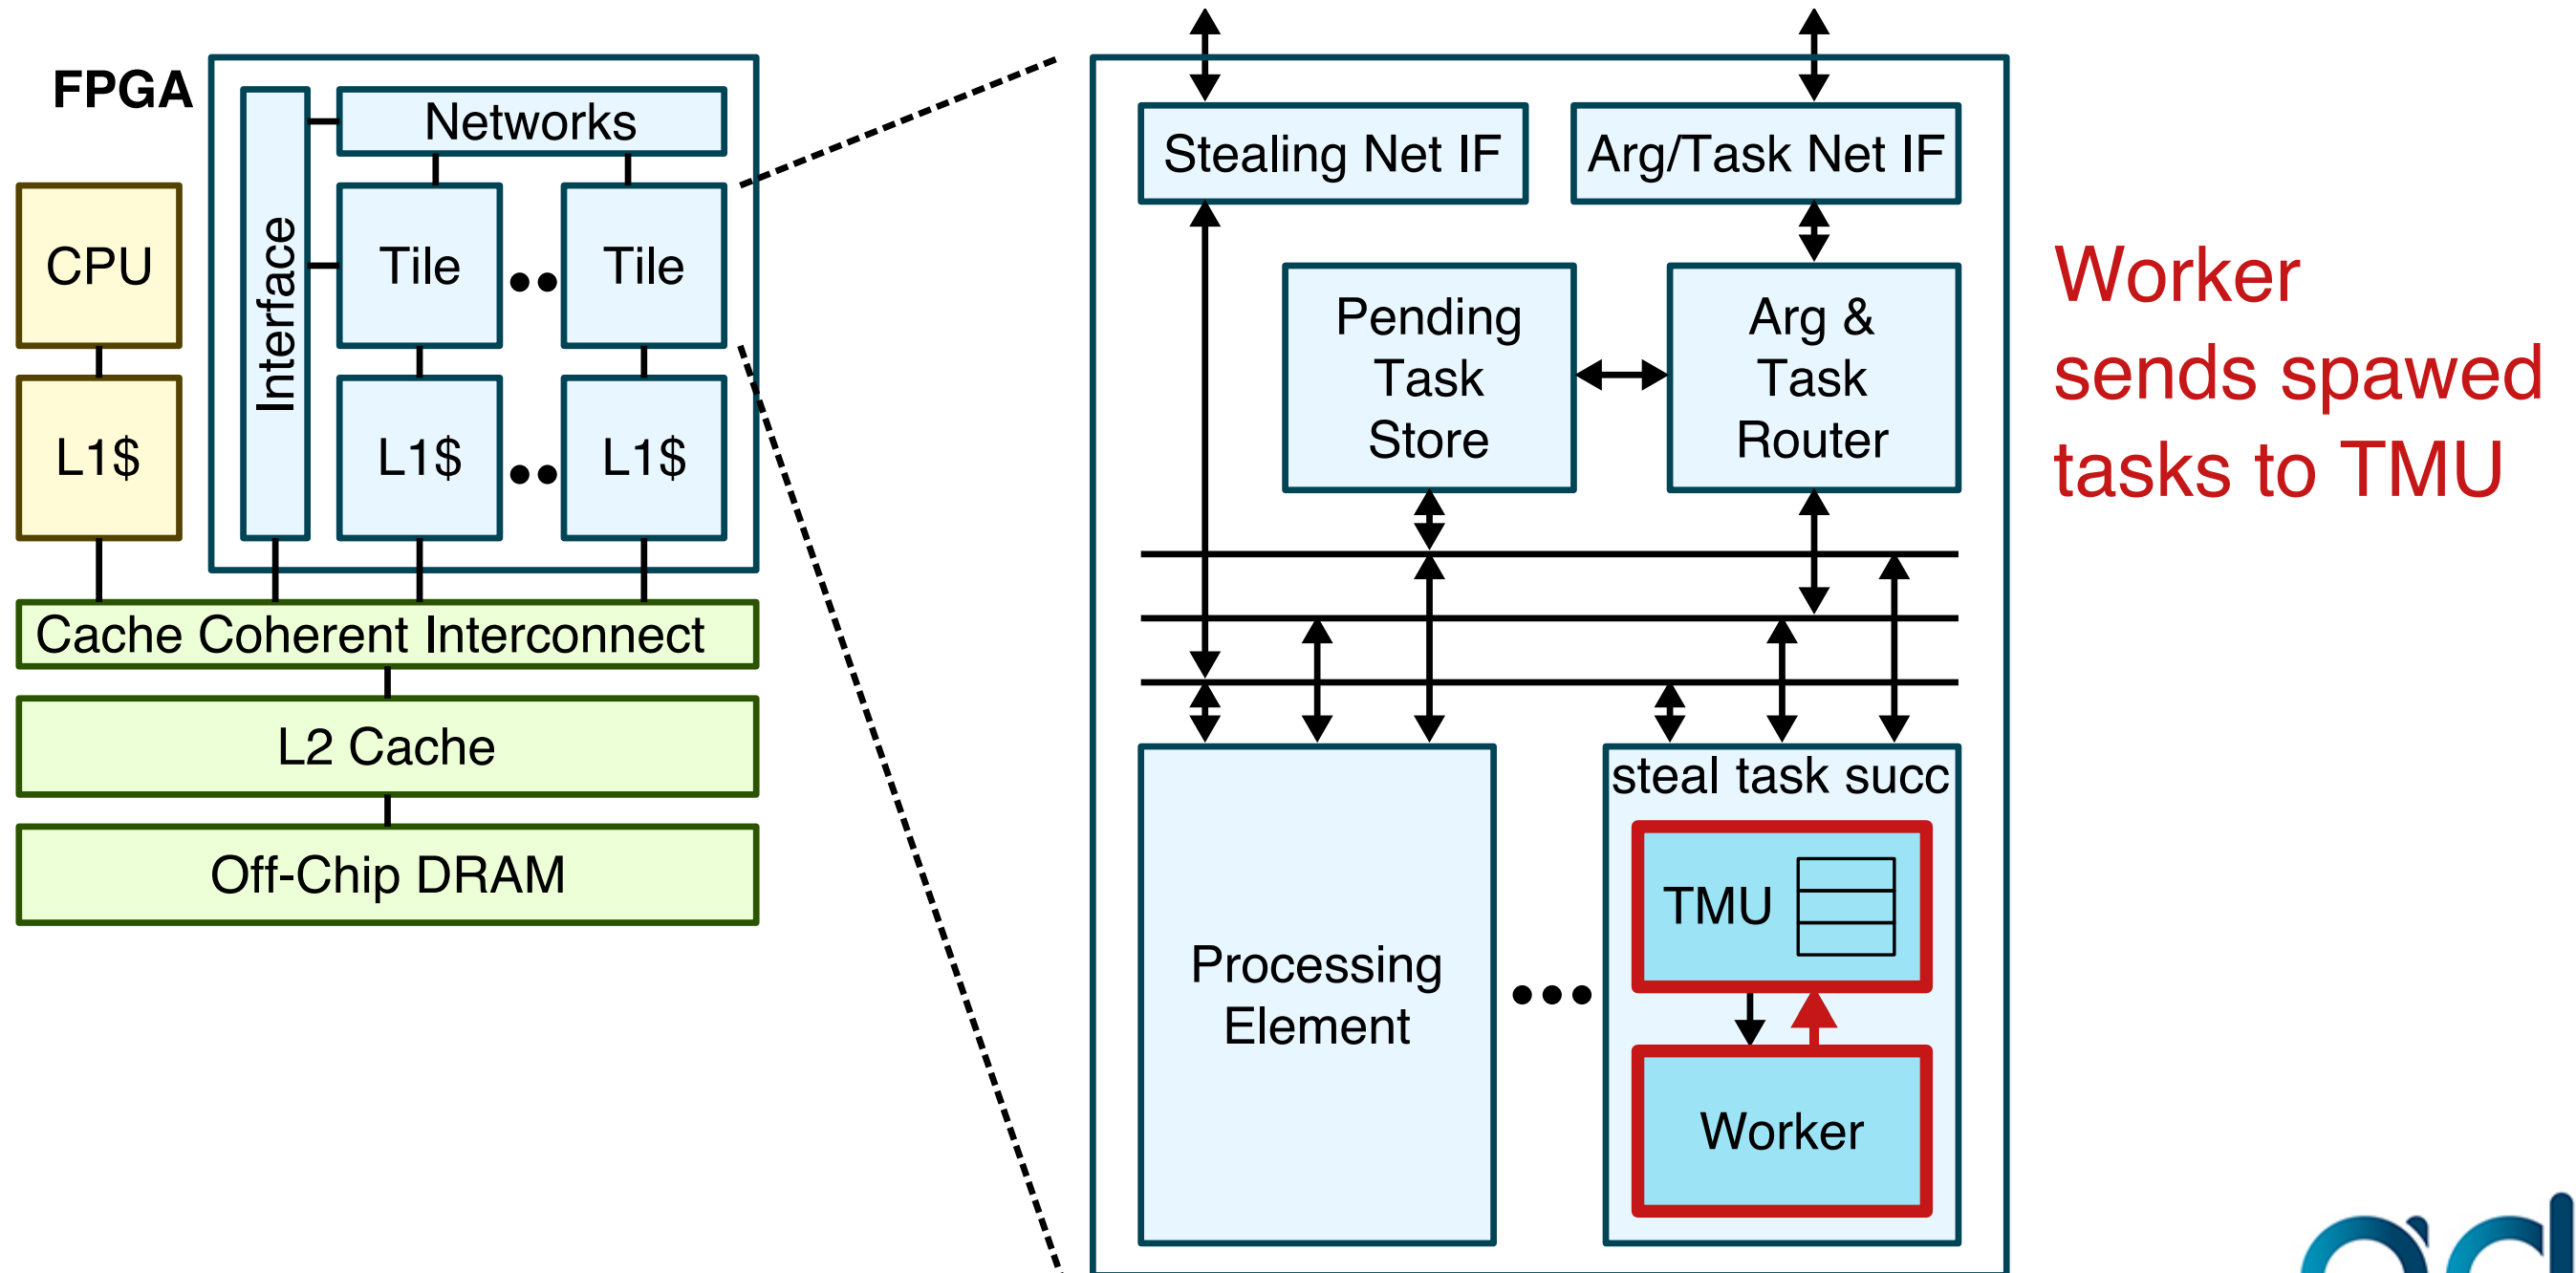 FPGA
Networks
Interface
CPU
Tile
Tile
L1$
L1$
L1$
Cache Coherent Interconnect
L2 Cache
Off-Chip DRAM
Stealing Net IF
Arg/Task Net IF
Pending
Task
Store
Arg &
Task
Router
Processing
Element
steal task succ
TMU
Worker
Worker
sends spawed
tasks to TMU